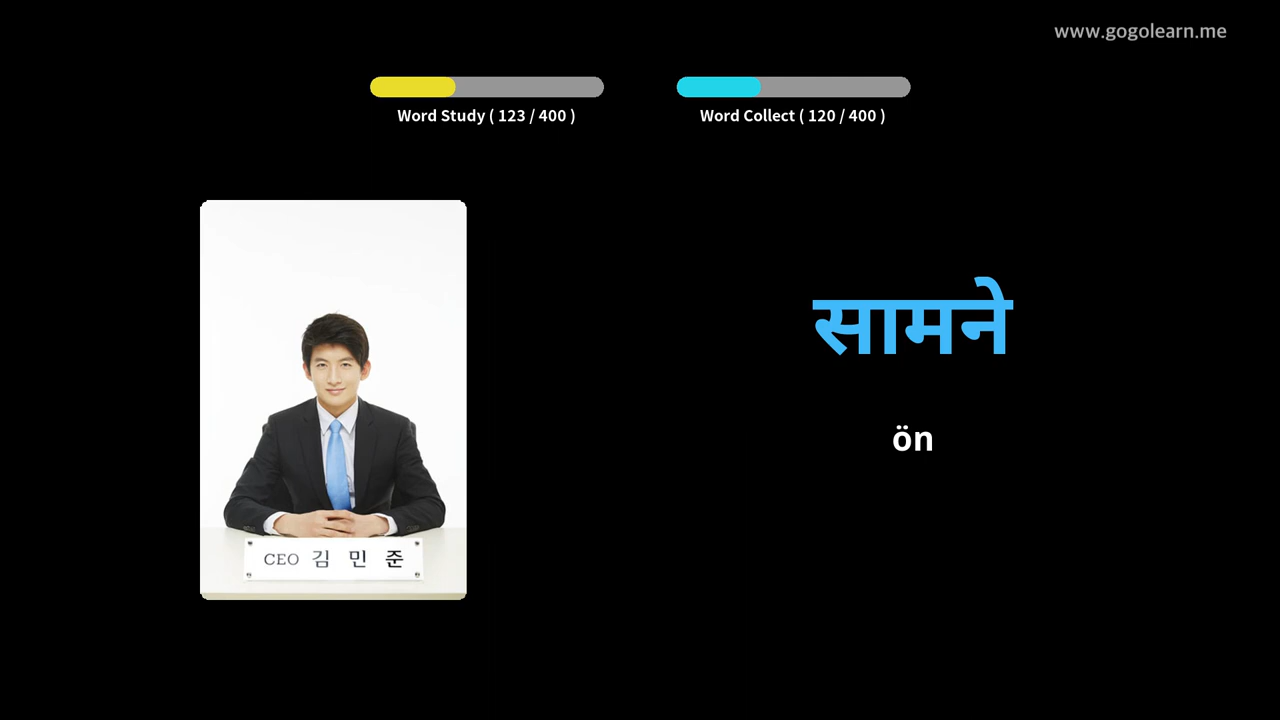 www.gogolearn.me
Word Study ( 123 / 400 )
Word Collect ( 120 / 400 )
सामने
ön
CEO 김 민 준